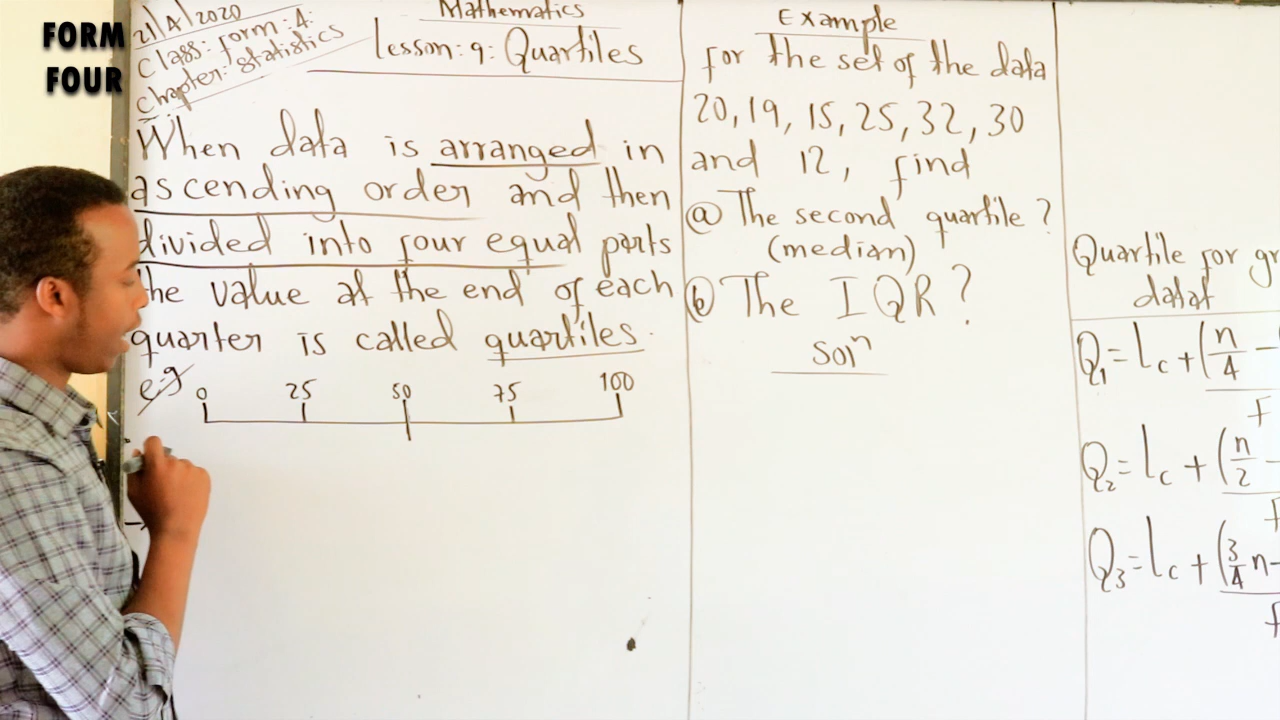 FORM
FOUR
21/4/2020
Class: form: 4:
Chapter: Statistics
Mathematics
Lesson: 9: Quartiles
When data is arranged in
ascending order and then
divided into four equal parts
the value at the end of each
quarter is called quartiles.
e.g 0 25 50 75 100
Example
for the set of the data
20, 19, 15, 25, 32, 30
and 12, find
(a) The second quartile?
(median)
(b) The IQR?
Solⁿ
Quartile for gr
datat
Q₁ = Lc + (n/4 -
f
Q₂ = Lc + (n/2 -
f
Q₃ = Lc + (3/4 n -
f